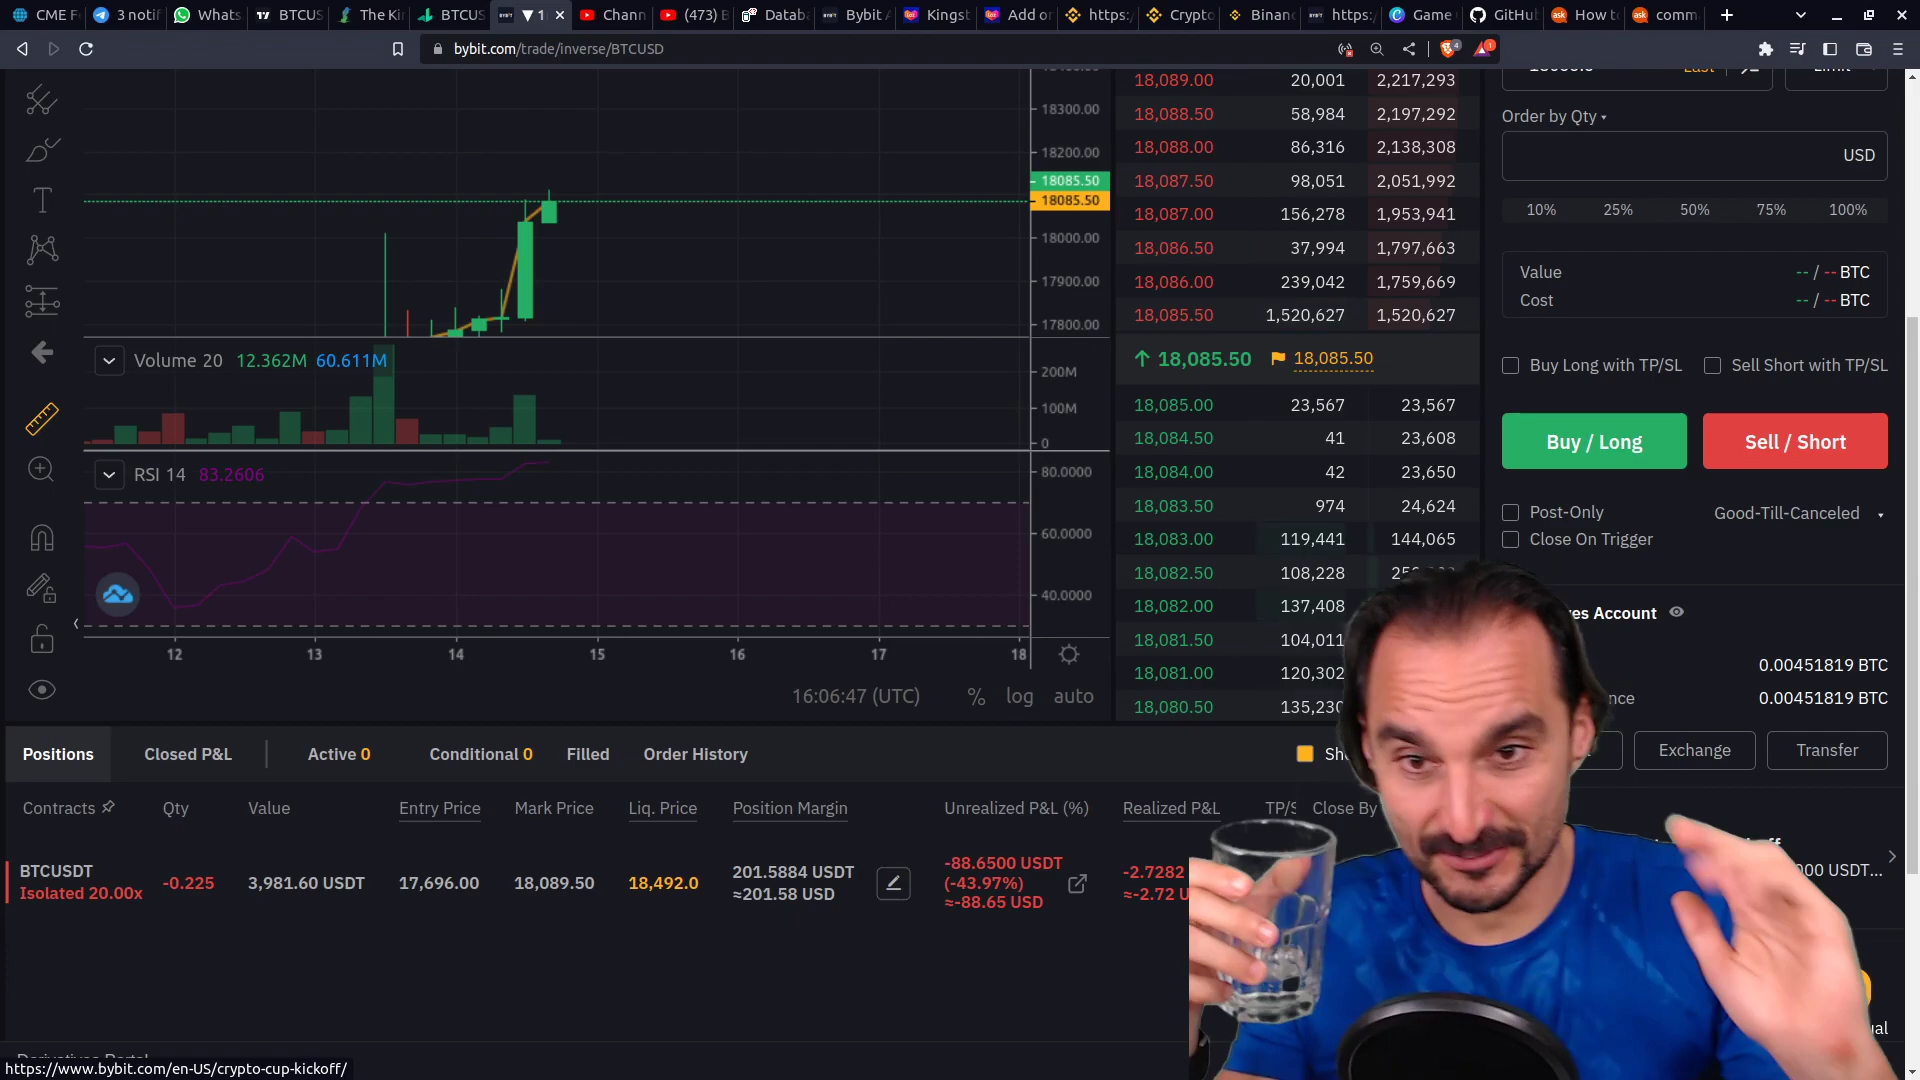 CME F
3 notif
Whats
BTCUS
The Ki
BTCUS
1
Chann
(473) B
Databa
Bybit A
Kingst
Add or
https:/
Crypto
Binanc
https:/
Game
GitHub
How to
comm
bybit.com/trade/inverse/BTCUSD
4
1
18300.00
18200.00
18085.50
18085.50
18000.00
17900.00
17800.00
Volume 20 12.362M 60.611M
200M
100M
0
RSI 14 83.2606
80.0000
60.0000
40.0000
12 13 14 15 16 17 18
16:06:47 (UTC) % log auto
18,089.00 20,001 2,217,293
18,088.50 58,984 2,197,292
18,088.00 86,316 2,138,308
18,087.50 98,051 2,051,992
18,087.00 156,278 1,953,941
18,086.50 37,994 1,797,663
18,086.00 239,042 1,759,669
18,085.50 1,520,627 1,520,627
18,085.50 18,085.50
18,085.00 23,567 23,567
18,084.50 41 23,608
18,084.00 42 23,650
18,083.50 974 24,624
18,083.00 119,441 144,065
18,082.50 108,228
18,082.00 137,408
18,081.50 104,011
18,081.00 120,302
18,080.50 135,230
Last
Limit
Order by Qty
USD
10% 25% 50% 75% 100%
Value -- / -- BTC
Cost -- / -- BTC
Buy Long with TP/SL Sell Short with TP/SL
Buy / Long Sell / Short
Post-Only Good-Till-Canceled
Close On Trigger
Account
0.00451819 BTC
nce 0.00451819 BTC
Exchange Transfer
000 USDT...
ual
Positions Closed P&L Active 0 Conditional 0 Filled Order History
Contracts Qty Value Entry Price Mark Price Liq. Price Position Margin Unrealized P&L (%) Realized P&L TP/S Close By
BTCUSDT
Isolated 20.00x
-0.225 3,981.60 USDT 17,696.00 18,089.50 18,492.0
201.5884 USDT
≈201.58 USD
-88.6500 USDT
(-43.97%)
≈-88.65 USD
-2.7282
≈-2.72 U
https://www.bybit.com/en-US/crypto-cup-kickoff/